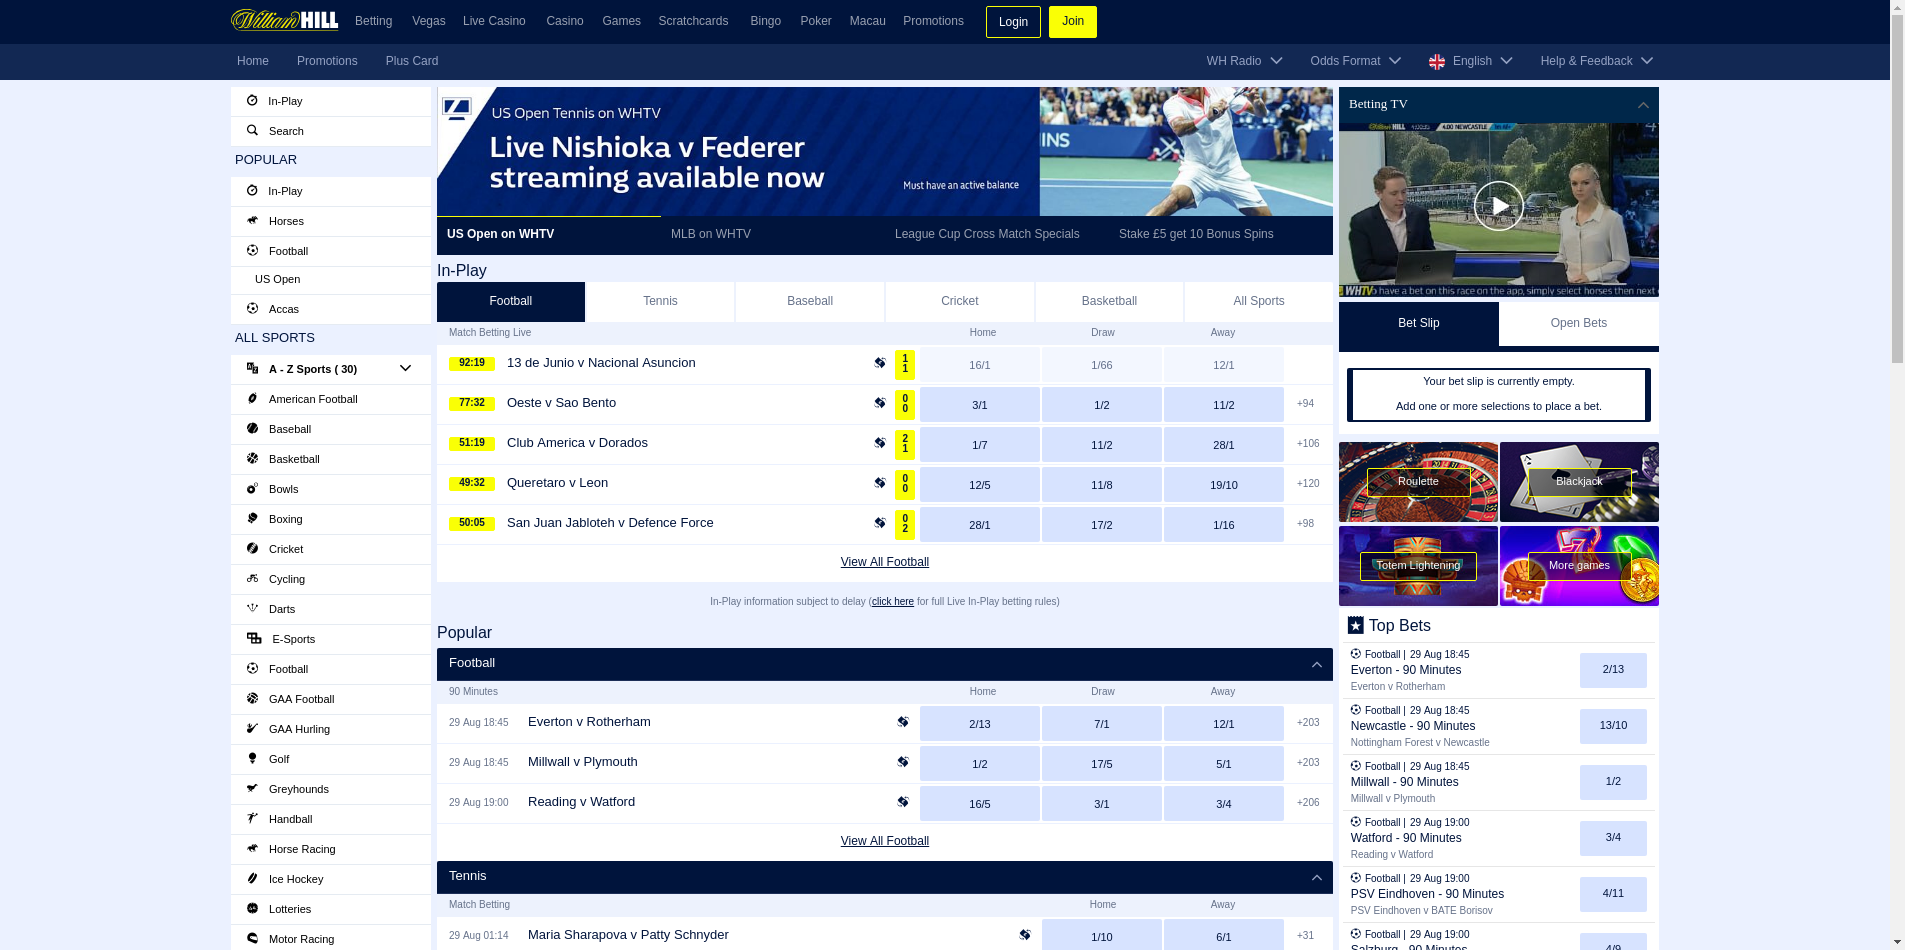 William HILL
Betting Vegas Live Casino Casino Games Scratchcards Bingo Poker Macau Promotions Login Join
Home Promotions Plus Card WH Radio Odds Format English Help & Feedback
In-Play
Search
POPULAR
In-Play
Horses
Football
US Open
Accas
ALL SPORTS
A - Z Sports ( 30)
American Football
Baseball
Basketball
Bowls
Boxing
Cricket
Cycling
Darts
E-Sports
Football
GAA Football
GAA Hurling
Golf
Greyhounds
Handball
Horse Racing
Ice Hockey
Lotteries
Motor Racing
US Open Tennis on WHTV
Live Nishioka v Federer
streaming available now
Must have an active balance
US Open on WHTV MLB on WHTV League Cup Cross Match Specials Stake £5 get 10 Bonus Spins
In-Play
Football Tennis Baseball Cricket Basketball All Sports
Match Betting Live Home Draw Away
92:19 13 de Junio v Nacional Asuncion 1 1 16/1 1/66 12/1
77:32 Oeste v Sao Bento 0 0 3/1 1/2 11/2 +94
51:19 Club America v Dorados 2 1 1/7 11/2 28/1 +106
49:32 Queretaro v Leon 0 0 12/5 11/8 19/10 +120
50:05 San Juan Jabloteh v Defence Force 0 2 28/1 17/2 1/16 +98
View All Football
In-Play information subject to delay (click here for full Live In-Play betting rules)
Popular
Football
90 Minutes Home Draw Away
29 Aug 18:45 Everton v Rotherham 2/13 7/1 12/1 +203
29 Aug 18:45 Millwall v Plymouth 1/2 17/5 5/1 +203
29 Aug 19:00 Reading v Watford 16/5 3/1 3/4 +206
View All Football
Tennis
Match Betting Home Away
29 Aug 01:14 Maria Sharapova v Patty Schnyder 1/10 6/1 +31
Betting TV
William HILL 4.00 NEWCASTLE
WHTV o have a bet on this race on the app, simply select horses then next
Bet Slip Open Bets
Your bet slip is currently empty.
Add one or more selections to place a bet.
Roulette Blackjack
Totem Lightening More games
Top Bets
Football | 29 Aug 18:45
Everton - 90 Minutes 2/13
Everton v Rotherham
Football | 29 Aug 18:45
Newcastle - 90 Minutes 13/10
Nottingham Forest v Newcastle
Football | 29 Aug 18:45
Millwall - 90 Minutes 1/2
Millwall v Plymouth
Football | 29 Aug 19:00
Watford - 90 Minutes 3/4
Reading v Watford
Football | 29 Aug 19:00
PSV Eindhoven - 90 Minutes 4/11
PSV Eindhoven v BATE Borisov
Football | 29 Aug 19:00
Salzburg - 90 Minutes 4/9